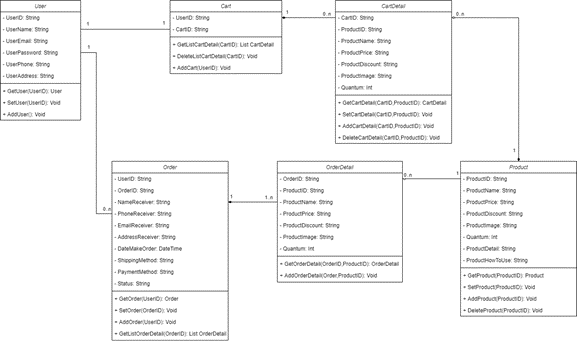 User
- UserID: String
- UserName: String
- UserEmail: String
- UserPassword: String
- UserPhone: String
- UserAddress: String
+ GetUser(UserID): User
+ SetUser(UserID): Void
+ AddUser(): Void
1
1
1
Cart
- UserID: String
- CartID: String
+ GetListCartDetail(CartID): List CartDetail
+ DeleteListCartDetail(CartID): Void
+ AddCart(UserID): Void
1
0..n
CartDetail
- CartID: String
- ProductID: String
- ProductName: String
- ProductPrice: String
- ProductDiscount: String
- ProductImage: String
- Quantum: Int
+ GetCartDetail(CartID,ProductID): CartDetail
+ SetCartDetail(CartID,ProductID): Void
+ AddCartDetail(CartID,ProductID): Void
+ DeleteCartDetail(CartID,ProductID): Void
0..n
1
0..n
Order
- UserID: String
- OrderID: String
- NameReceiver: String
- PhoneReceiver: String
- EmailReceiver: String
- AddressReceiver: String
- DateMakeOrder: DateTime
- ShippingMethod: String
- PaymentMethod: String
- Status: String
+ GetOrder(UserID): Order
+ SetOrder(OrderID): Void
+ AddOrder(UserID): Void
+ GetListOrderDetail(OrderID): List OrderDetail
1
1..n
OrderDetail
- OrderID: String
- ProductID: String
- ProductName: String
- ProductPrice: String
- ProductDiscount: String
- ProductImage: String
- Quantum: Int
+ GetOrderDetail(OrderID,ProductID): OrderDetail
+ AddOrderDetail(Order,ProductID): Void
0..n
1
Product
- ProductID: String
- ProductName: String
- ProductPrice: String
- ProductDiscount: String
- ProductImage: String
- Quantum: Int
- ProductDetail: String
- ProductHowToUse: String
+ GetProduct(ProductID): Product
+ SetProduct(ProductID): Void
+ AddProduct(ProductID): Void
+ DeleteProduct(ProductID): Void